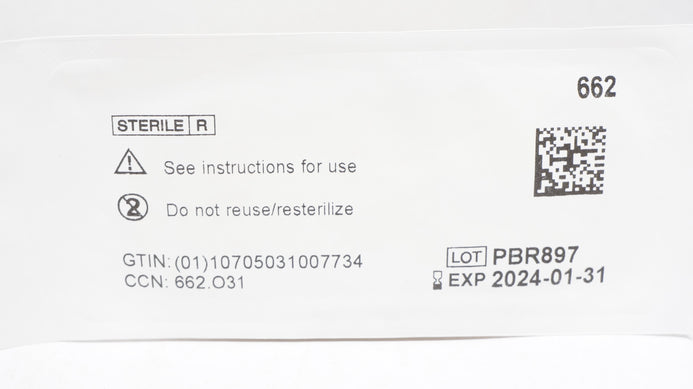 662
STERILE R
See instructions for use
Do not reuse/resterilize
GTIN: (01)10705031007734
CCN: 662.O31
LOT PBR897
EXP 2024-01-31